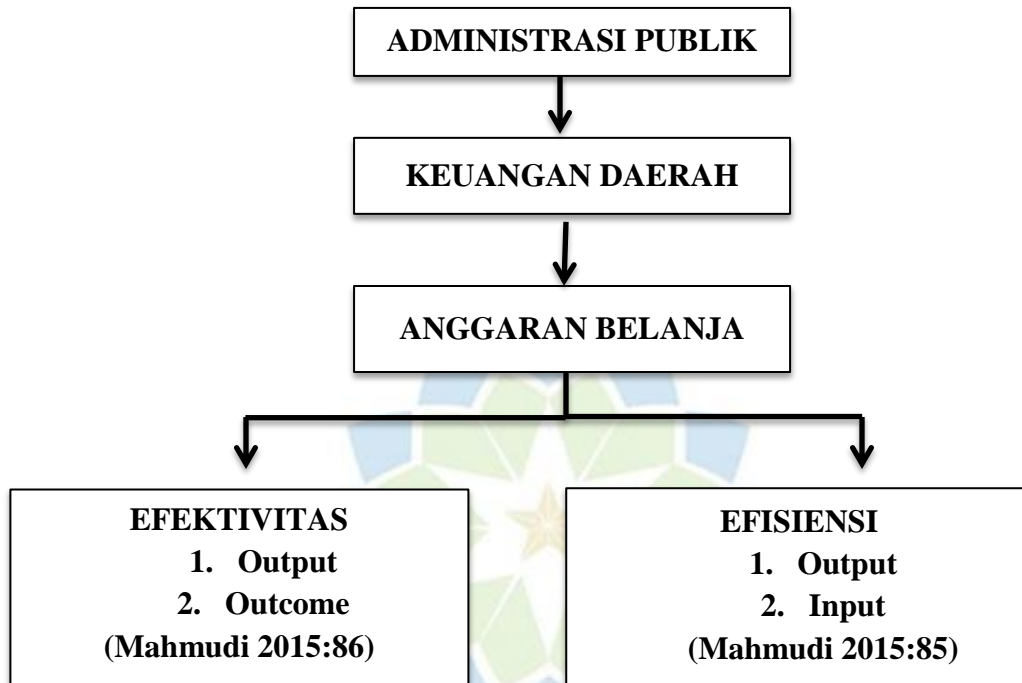 ADMINISTRASI PUBLIK
KEUANGAN DAERAH
ANGGARAN BELANJA
EFEKTIVITAS
1. Output
2. Outcome
(Mahmudi 2015:86)
EFISIENSI
1. Output
2. Input
(Mahmudi 2015:85)